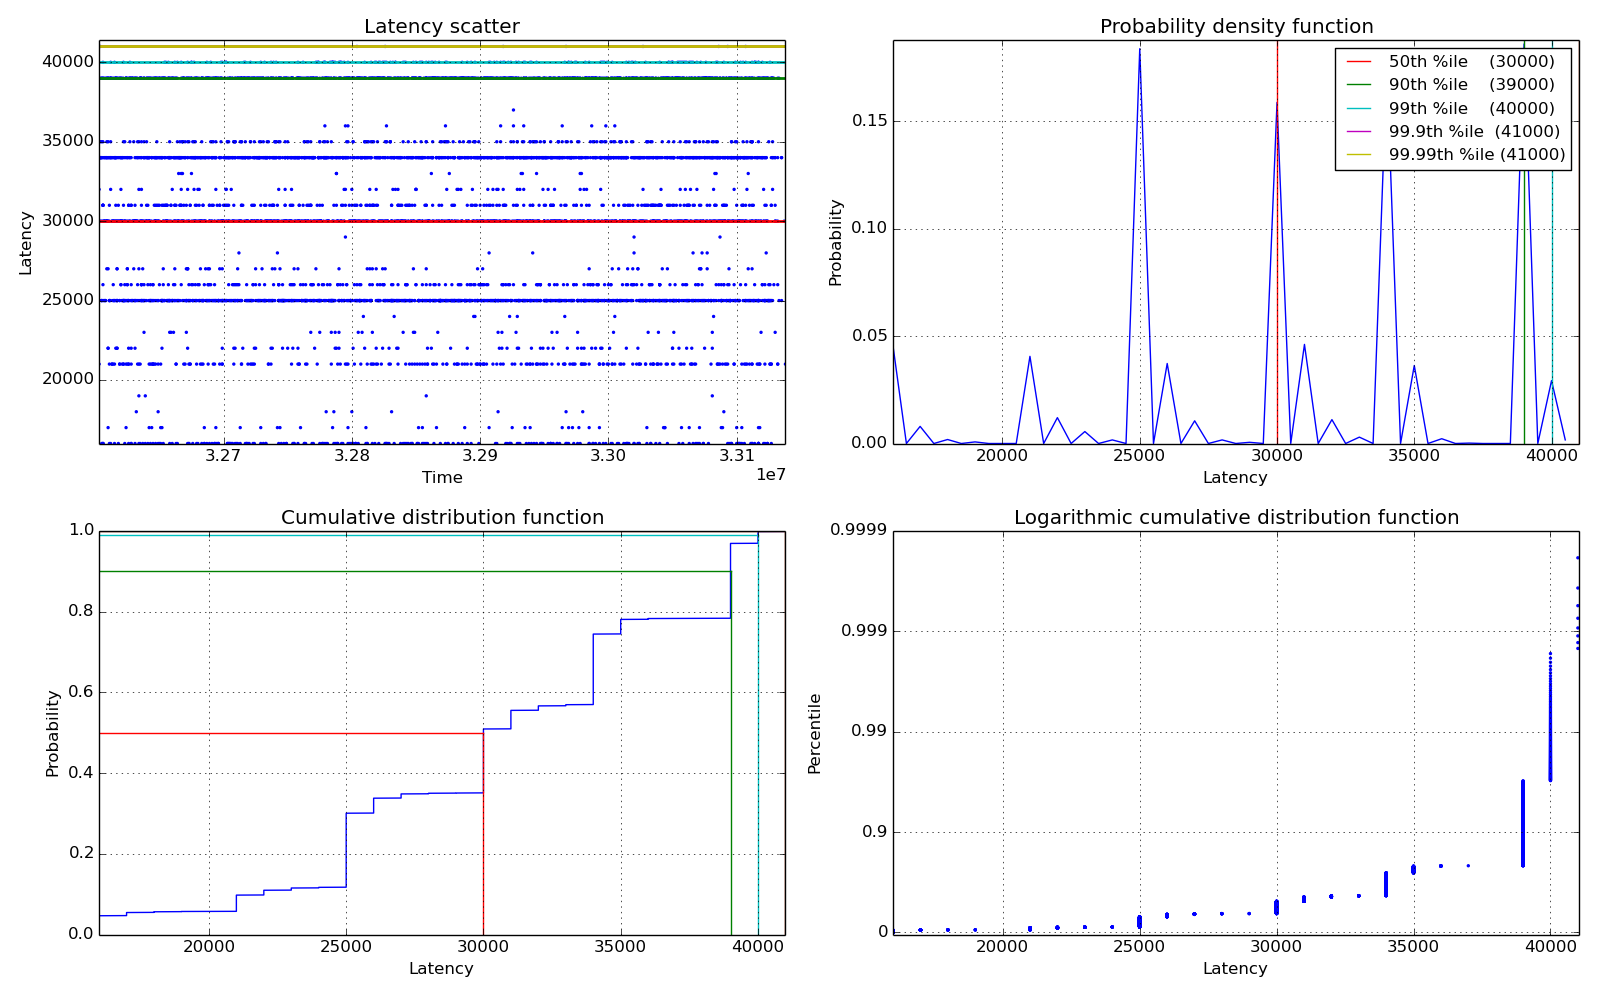 Latency scatter
40000
35000
30000
25000
20000
Latency
3.27 3.28 3.29 3.30 3.31
1e7
Time
Probability density function
50th %ile (30000)
90th %ile (39000)
99th %ile (40000)
99.9th %ile (41000)
99.99th %ile (41000)
0.15
0.10
0.05
0.00
Probability
20000 25000 30000 35000 40000
Latency
Cumulative distribution function
1.0
0.8
0.6
0.4
0.2
0.0
Probability
20000 25000 30000 35000 40000
Latency
Logarithmic cumulative distribution function
0.9999
0.999
0.99
0.9
0
Percentile
20000 25000 30000 35000 40000
Latency